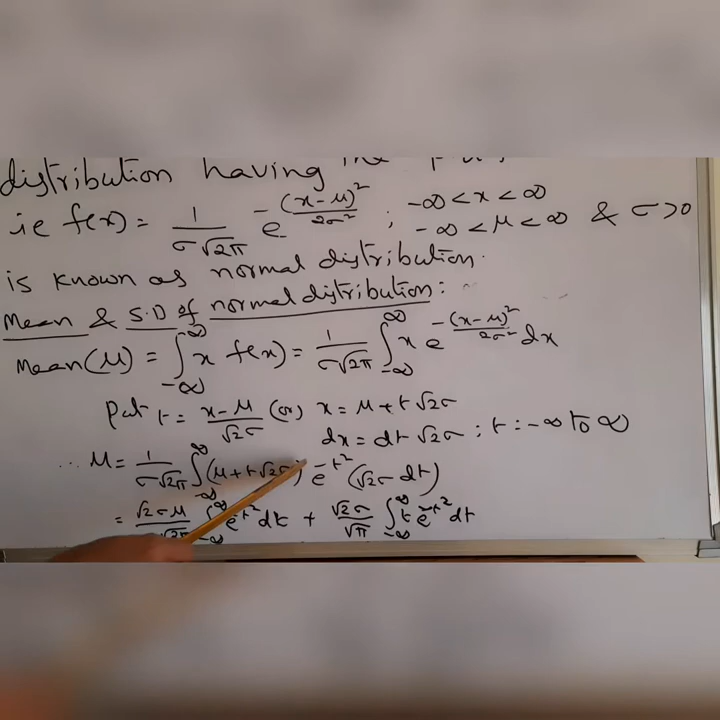 distribution having the p.d.f
ie f(x) = 1/(σ√2π) e^(-(x-μ)²/2σ²) ; -∞ < x < ∞
-∞ < μ < ∞ & σ>0
is known as normal distribution.
Mean & S.D of normal distribution:
Mean(μ) = ∫_{-∞}^{∞} x f(x) = 1/(σ√2π) ∫_{-∞}^{∞} x e^(-(x-μ)²/2σ²) dx
Put t = (x-μ)/(√2σ) (or) x = μ + t√2σ
dx = dt √2σ ; t : -∞ to ∞
∴ μ = 1/(σ√2π) ∫_{-∞}^{∞} (μ + t√2σ) e^(-t²) (√2σ dt)
= √2σμ/ √2π ∫_{-∞}^{∞} e^(-t²) dt + √2σ/√π ∫_{-∞}^{∞} t e^(-t²) dt